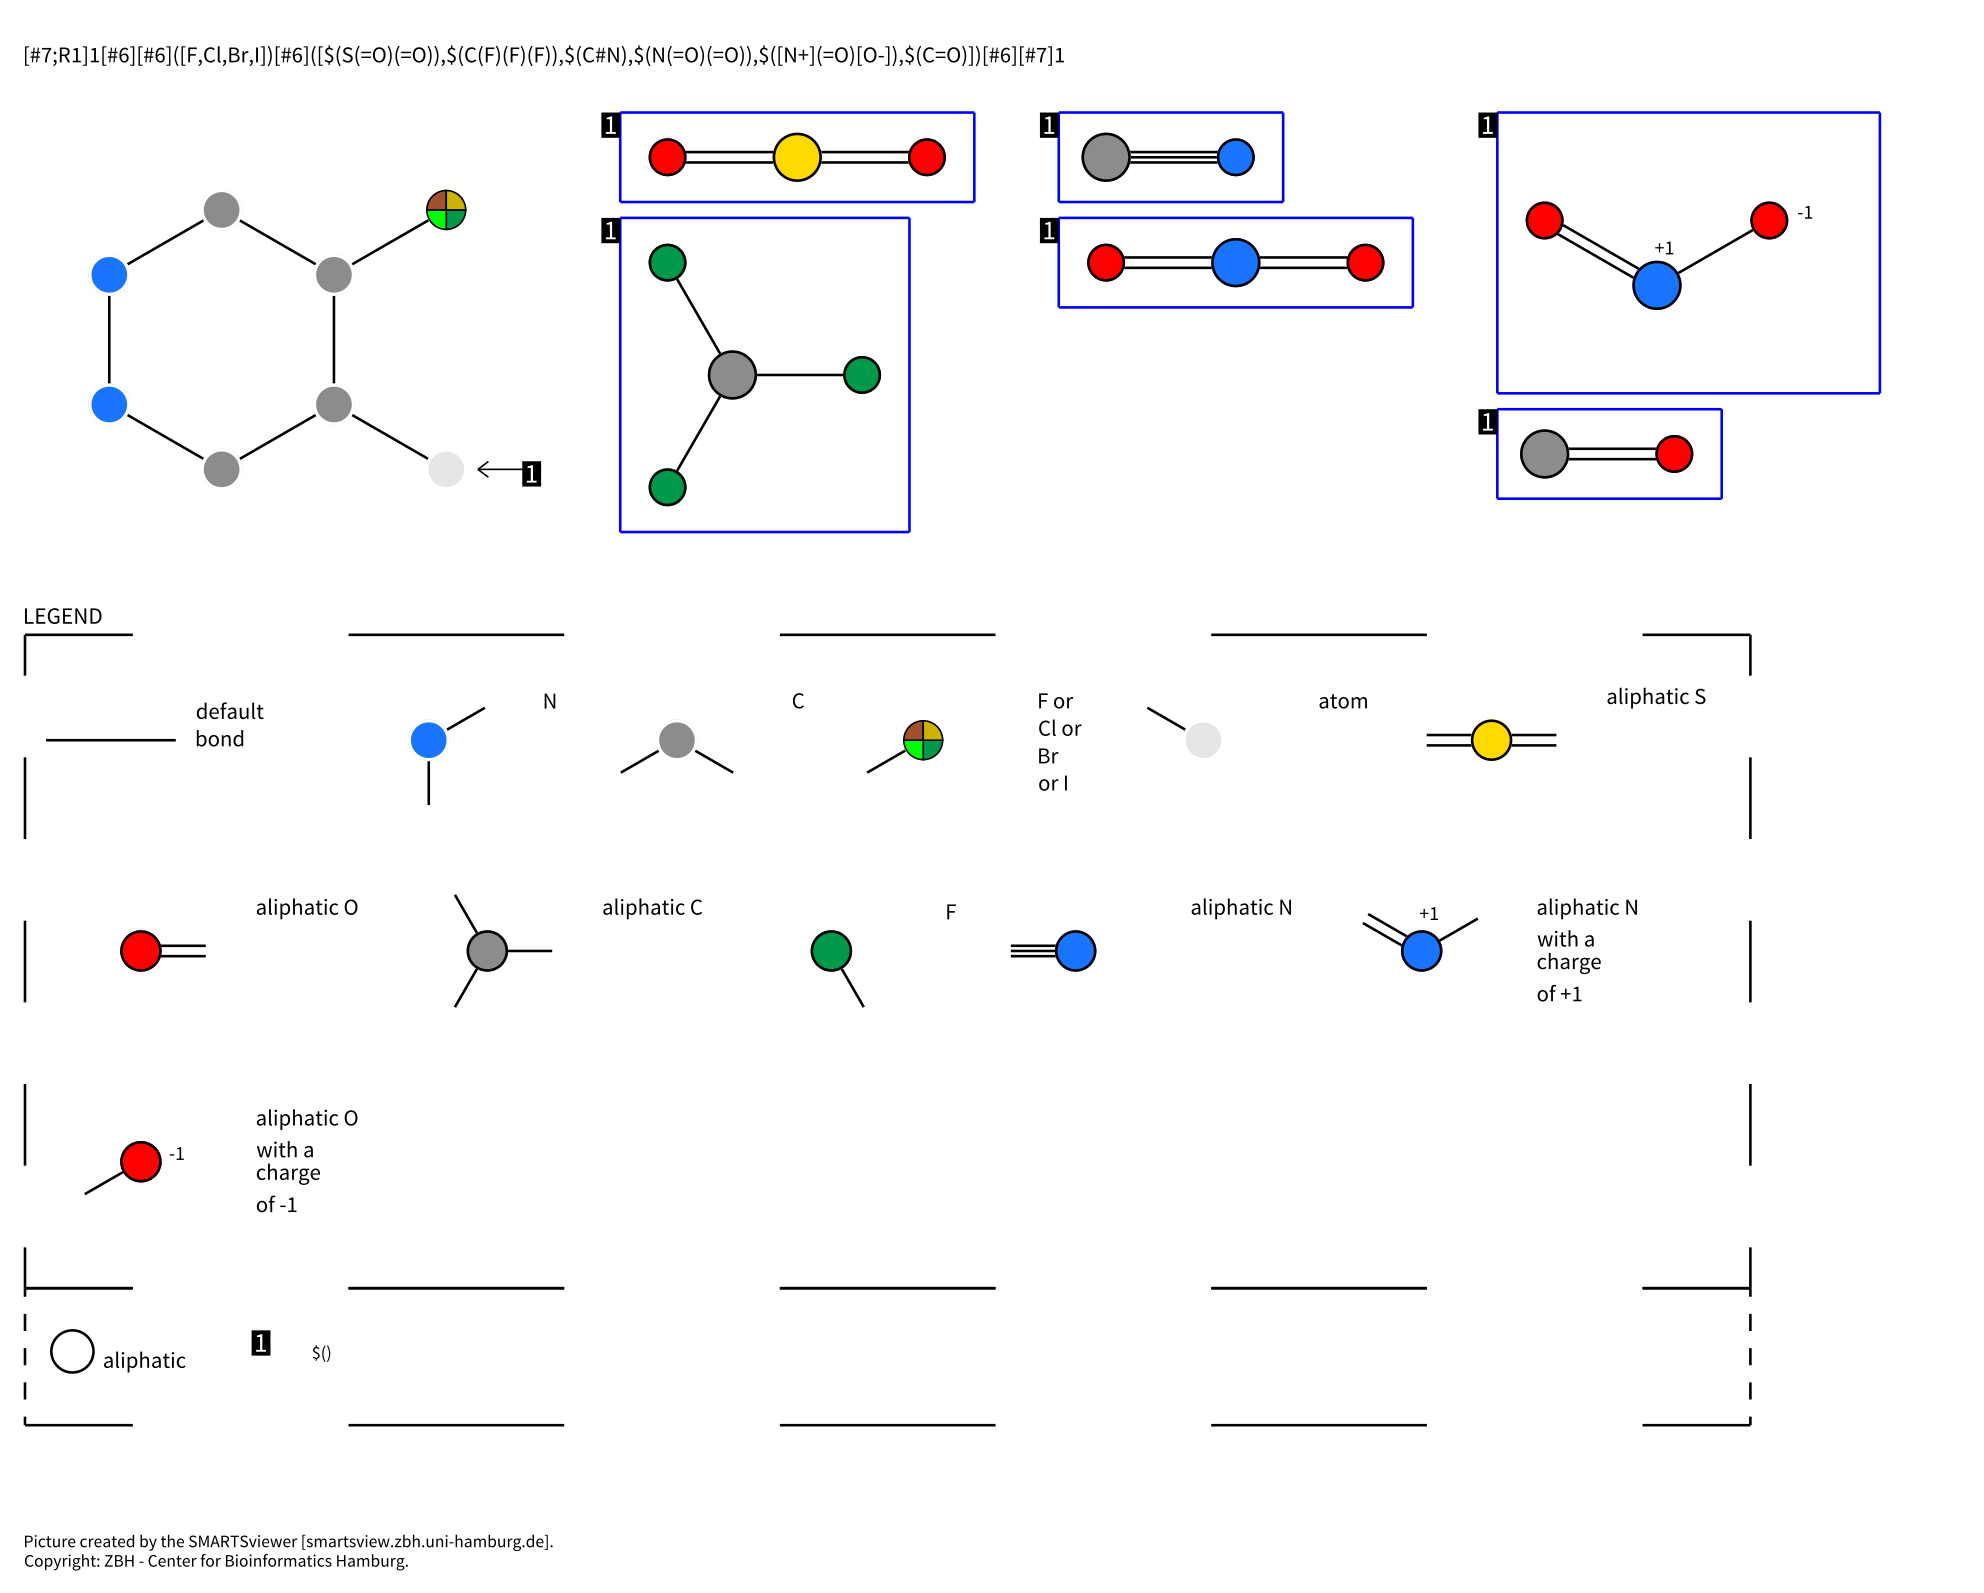 [#7;R1]1[#6][#6]([F,Cl,Br,I])[#6]([$(S(=O)(=O)),$(C(F)(F)(F)),$(C#N),$(N(=O)(=O)),$([N+](=O)[O-]),$(C=O)])[#6][#7]1
1
1
1
1
1
+1
-1
1
1
LEGEND
default
bond
N
C
F or
Cl or
Br
or I
atom
aliphatic S
aliphatic O
aliphatic C
F
aliphatic N
+1
aliphatic N
with a
charge
of +1
-1
aliphatic O
with a
charge
of -1
aliphatic
1
$()
Picture created by the SMARTSviewer [smartsview.zbh.uni-hamburg.de].
Copyright: ZBH - Center for Bioinformatics Hamburg.